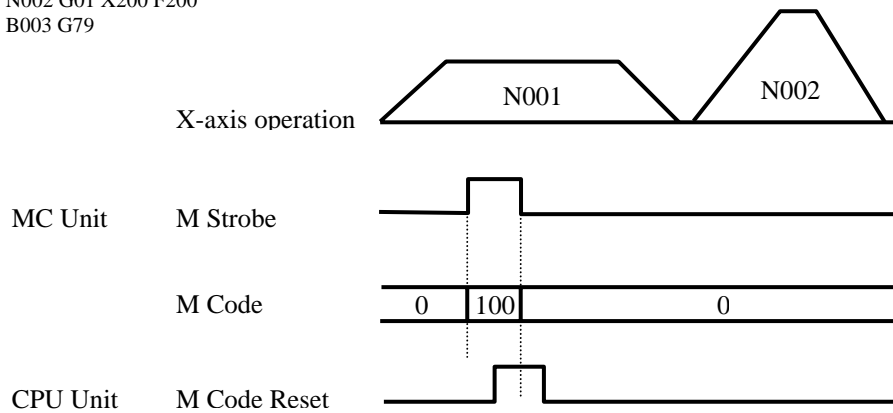 N002 G01 X200 F200
B003 G79
N001
N002
X-axis operation
MC Unit M Strobe
M Code 0 100 0
CPU Unit M Code Reset